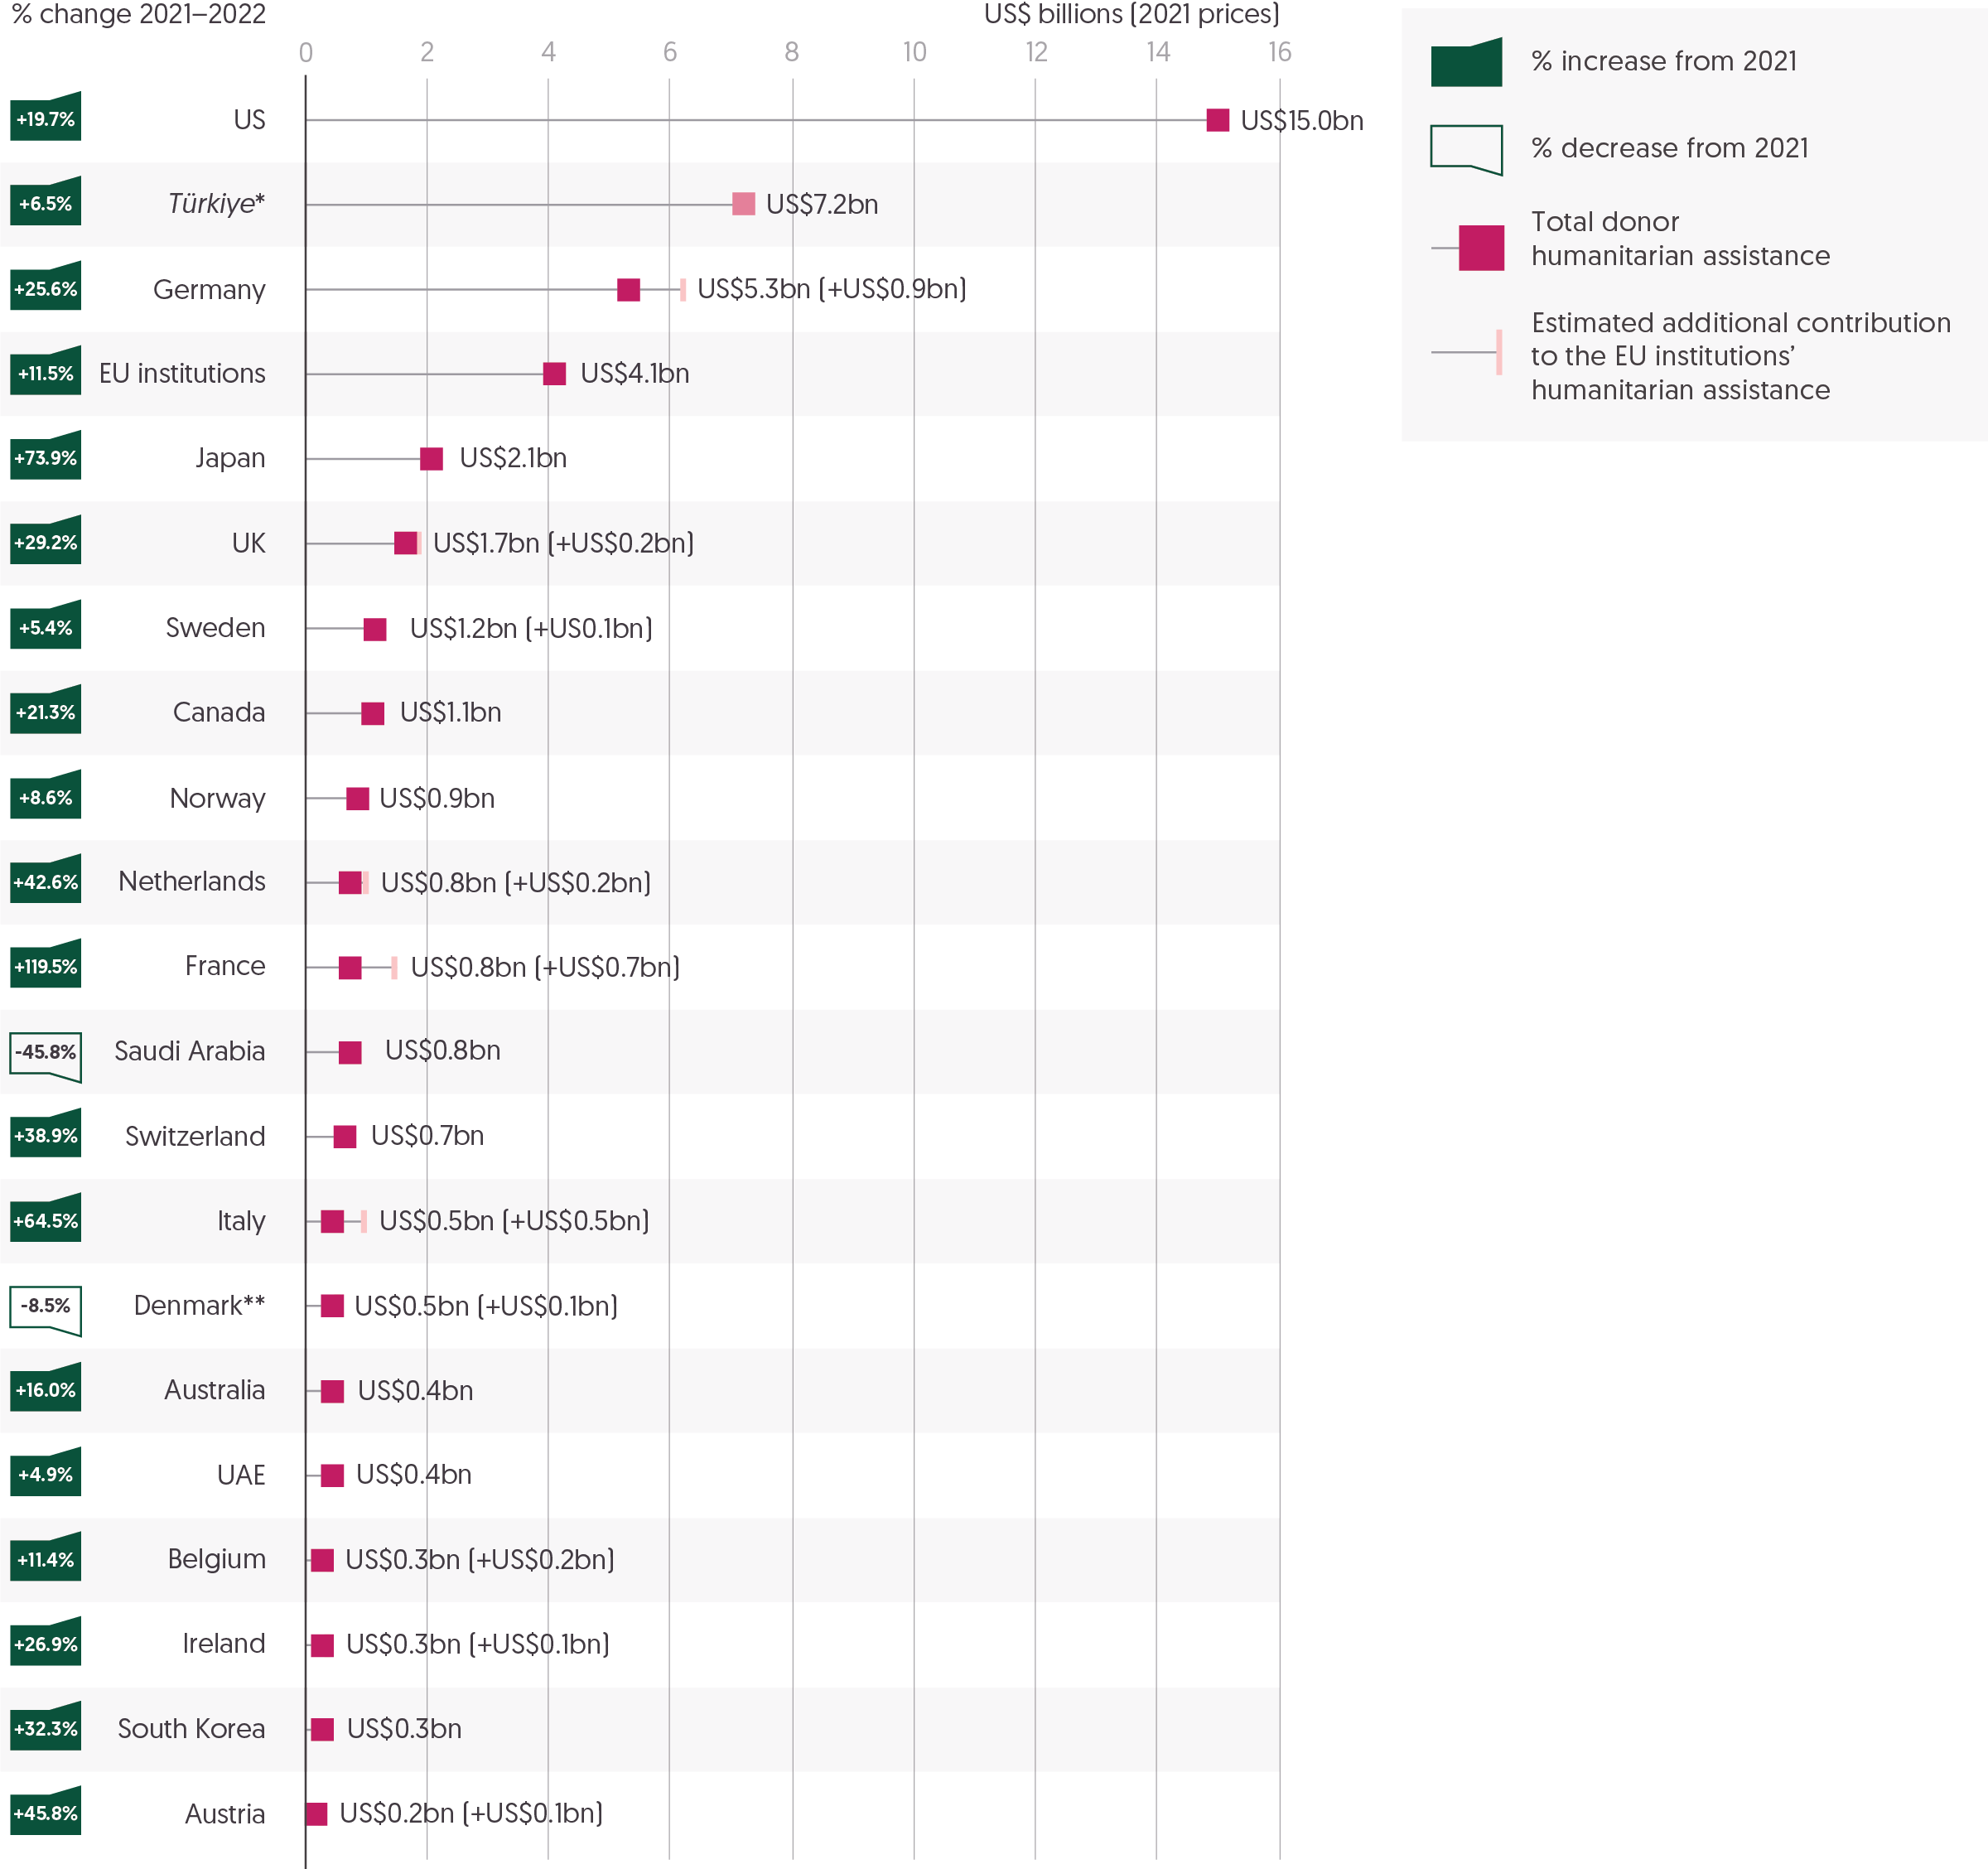 % change 2021–2022
US$ billions (2021 prices)
0 2 4 6 8 10 12 14 16
+19.7% US US$15.0bn
+6.5% Türkiye* US$7.2bn
+25.6% Germany US$5.3bn (+US$0.9bn)
+11.5% EU institutions US$4.1bn
+73.9% Japan US$2.1bn
+29.2% UK US$1.7bn (+US$0.2bn)
+5.4% Sweden US$1.2bn (+US0.1bn)
+21.3% Canada US$1.1bn
+8.6% Norway US$0.9bn
+42.6% Netherlands US$0.8bn (+US$0.2bn)
+119.5% France US$0.8bn (+US$0.7bn)
-45.8% Saudi Arabia US$0.8bn
+38.9% Switzerland US$0.7bn
+64.5% Italy US$0.5bn (+US$0.5bn)
-8.5% Denmark** US$0.5bn (+US$0.1bn)
+16.0% Australia US$0.4bn
+4.9% UAE US$0.4bn
+11.4% Belgium US$0.3bn (+US$0.2bn)
+26.9% Ireland US$0.3bn (+US$0.1bn)
+32.3% South Korea US$0.3bn
+45.8% Austria US$0.2bn (+US$0.1bn)
% increase from 2021
% decrease from 2021
Total donor
humanitarian assistance
Estimated additional contribution
to the EU institutions’
humanitarian assistance